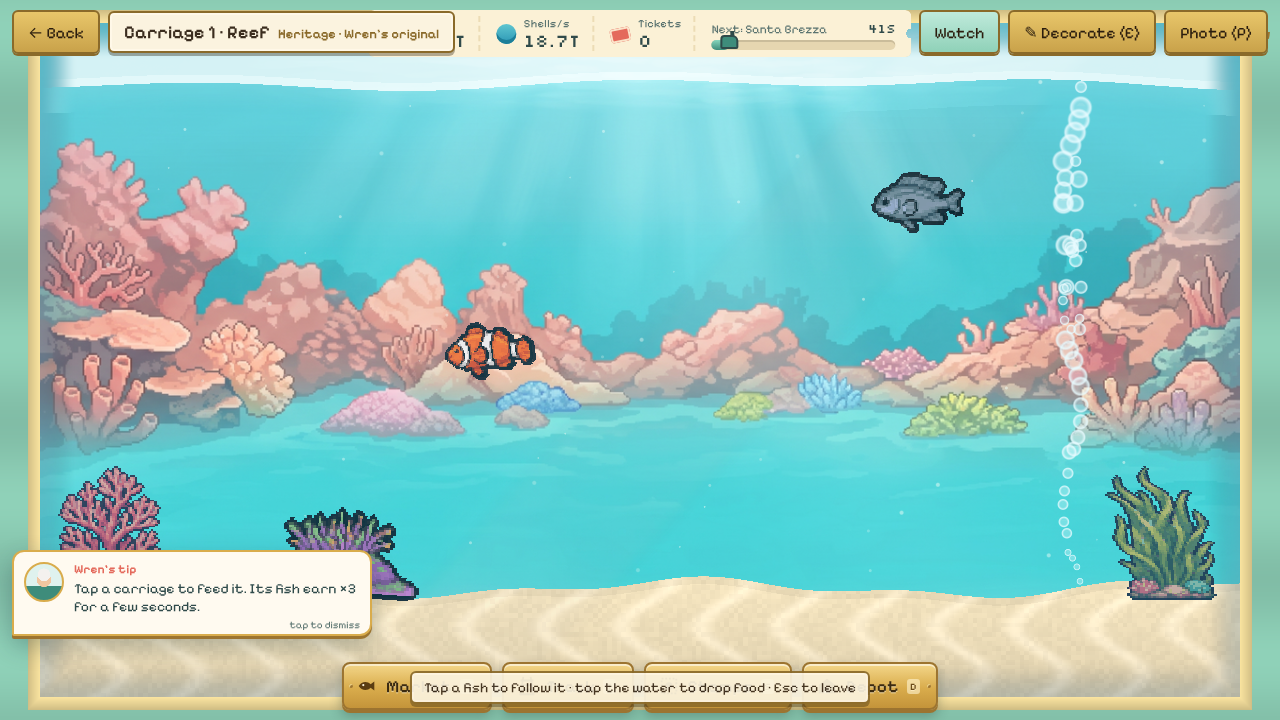 ← Back
Carriage 1 · Reef Heritage · Wren's original
T
Shells/s
18.7T
Tickets
0
Next: Santa Brezza 41s
Watch
✎ Decorate (E)
Photo (P)
Wren's tip
Tap a carriage to feed it. Its fish earn ×3
for a few seconds.
tap to dismiss
Tap a fish to follow it · tap the water to drop food · Esc to leave
D